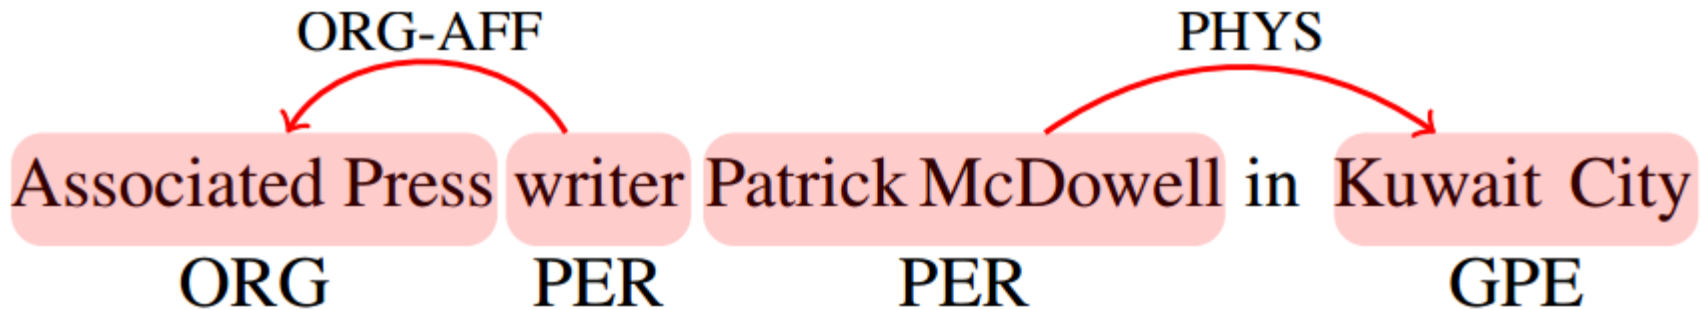 ORG-AFF PHYS
Associated Press writer Patrick McDowell in Kuwait City
ORG PER PER GPE